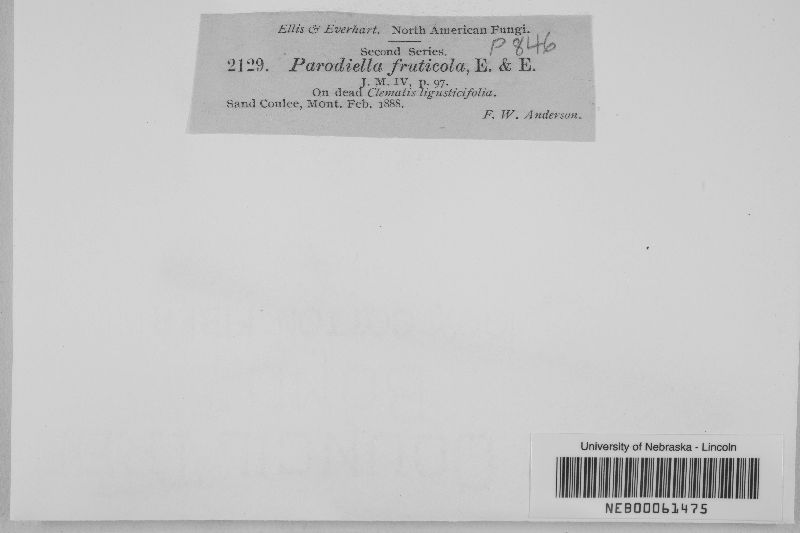 Ellis & Everhart. North American Fungi.
Second Series.
P 846
2129. Parodiella fruticola, E. & E.
J. M. IV, p. 97.
On dead Clematis ligusticifolia.
Sand Coulee, Mont. Feb. 1888.
F. W. Anderson.
University of Nebraska - Lincoln
NEB00061475